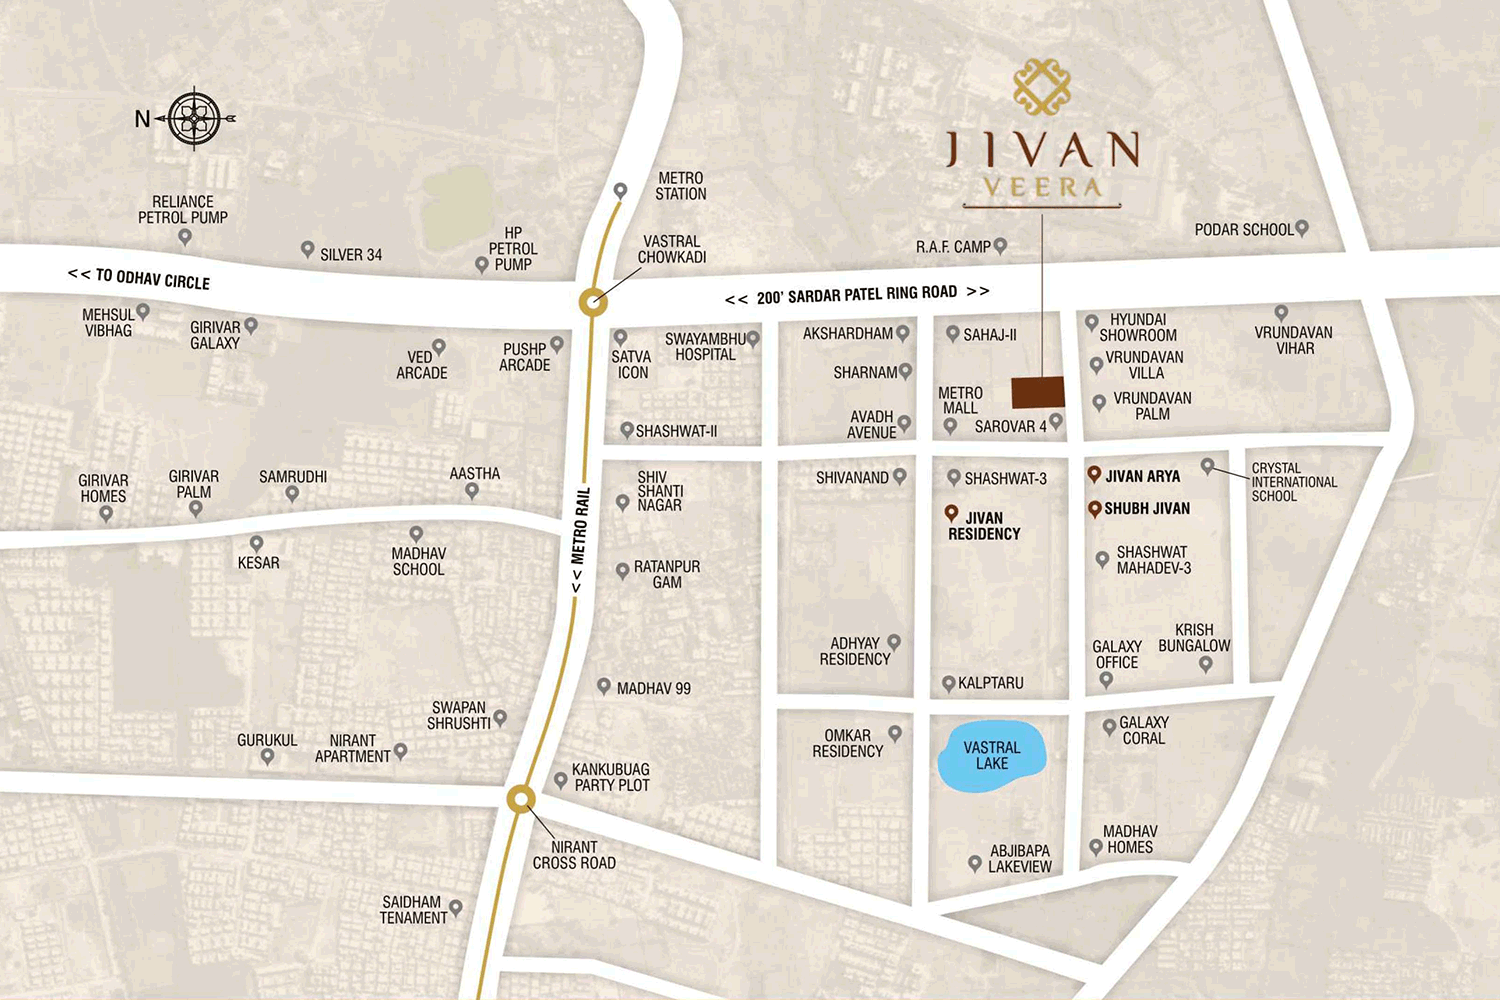 JIVAN
VEERA
N
METRO
STATION
RELIANCE
PETROL PUMP
SILVER 34
HP
PETROL
PUMP
VASTRAL
CHOWKADI
R.A.F. CAMP
PODAR SCHOOL
<< TO ODHAV CIRCLE
<< 200' SARDAR PATEL RING ROAD >>
MEHSUL
VIBHAG
GIRIVAR
GALAXY
VED
ARCADE
PUSHP
ARCADE
SATVA
ICON
SWAYAMBHU
HOSPITAL
AKSHARDHAM
SAHAJ-II
HYUNDAI
SHOWROOM
VRUNDAVAN
VIHAR
SHARNAM
VRUNDAVAN
VILLA
METRO
MALL
VRUNDAVAN
PALM
SHASHWAT-II
AVADH
AVENUE
SAROVAR 4
GIRIVAR
HOMES
GIRIVAR
PALM
SAMRUDHI
AASTHA
SHIV
SHANTI
NAGAR
SHIVANAND
SHASHWAT-3
JIVAN ARYA
CRYSTAL
INTERNATIONAL
SCHOOL
<< METRO RAIL
JIVAN
RESIDENCY
SHUBH JIVAN
KESAR
MADHAV
SCHOOL
RATANPUR
GAM
SHASHWAT
MAHADEV-3
ADHYAY
RESIDENCY
GALAXY
OFFICE
KRISH
BUNGALOW
MADHAV 99
KALPTARU
SWAPAN
SHRUSHTI
GURUKUL
NIRANT
APARTMENT
OMKAR
RESIDENCY
VASTRAL
LAKE
GALAXY
CORAL
KANKUBUAG
PARTY PLOT
NIRANT
CROSS ROAD
ABJIBAPA
LAKEVIEW
MADHAV
HOMES
SAIDHAM
TENAMENT